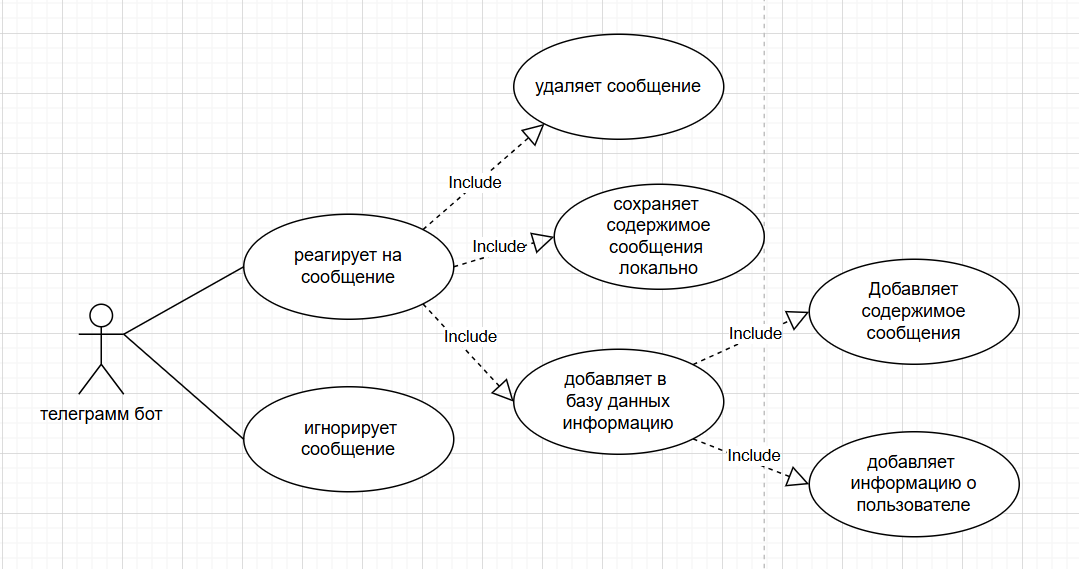 удаляет сообщение
Include
сохраняет
содержимое
сообщения
локально
Include
реагирует на
сообщение
Include
Добавляет
содержимое
сообщения
Include
добавляет в
базу данных
информацию
Include
добавляет
информацию о
пользователе
телеграмм бот
игнорирует
сообщение